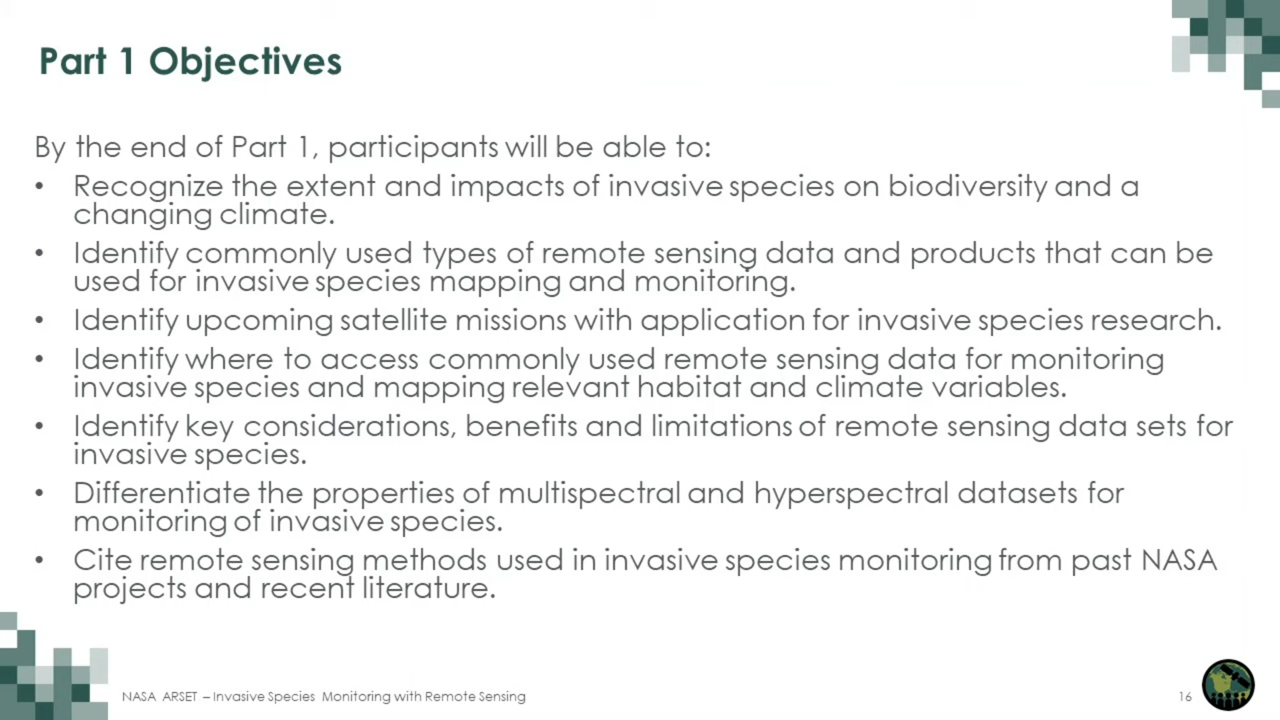 Part 1 Objectives
By the end of Part 1, participants will be able to:
• Recognize the extent and impacts of invasive species on biodiversity and a
changing climate.
• Identify commonly used types of remote sensing data and products that can be
used for invasive species mapping and monitoring.
• Identify upcoming satellite missions with application for invasive species research.
• Identify where to access commonly used remote sensing data for monitoring
invasive species and mapping relevant habitat and climate variables.
• Identify key considerations, benefits and limitations of remote sensing data sets for
invasive species.
• Differentiate the properties of multispectral and hyperspectral datasets for
monitoring of invasive species.
• Cite remote sensing methods used in invasive species monitoring from past NASA
projects and recent literature.
NASA ARSET – Invasive Species Monitoring with Remote Sensing
16